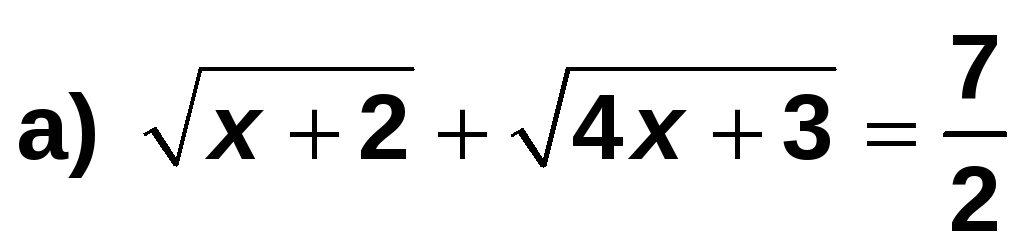 a) √x + 2 + √4x + 3 = 7/2